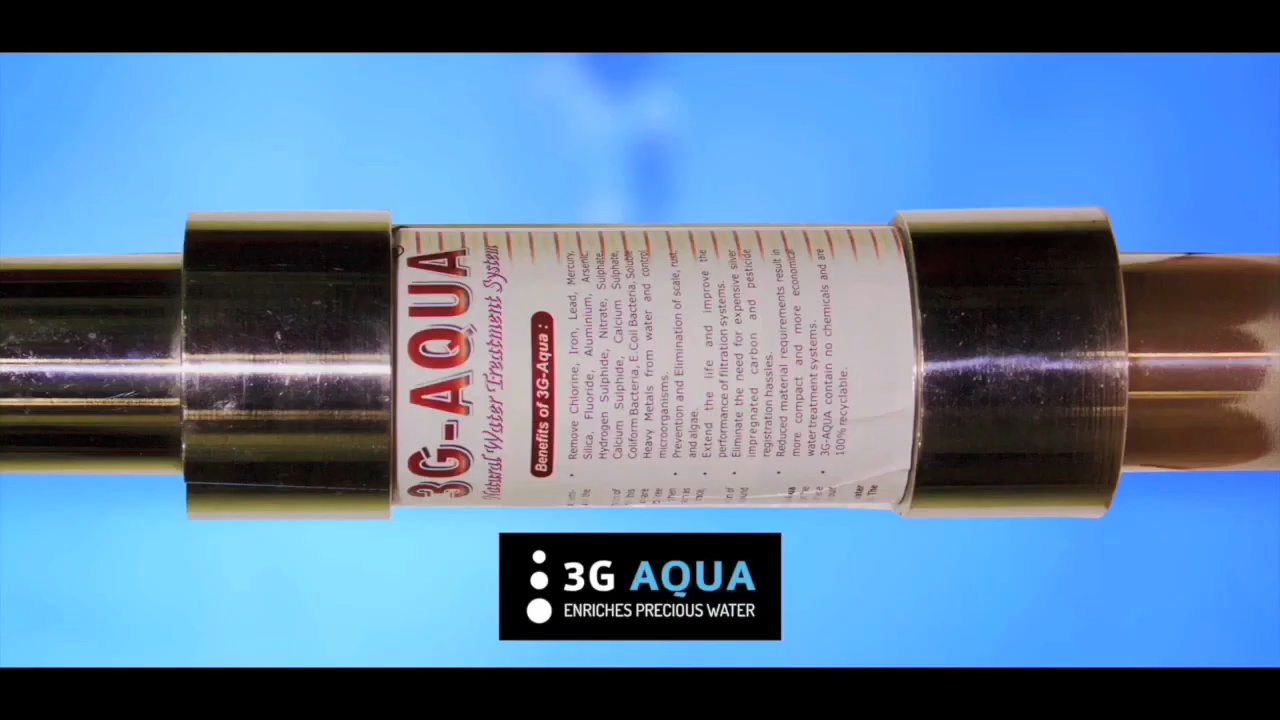 3G-AQUA
Natural Water Treatment System
Benefits of 3G-Aqua :
• Remove Chlorine, Iron, Lead, Mercury,
Silica, Fluoride, Aluminium, Arsenic,
Hydrogen Sulphide, Nitrate, Sulphate,
Calcium Sulphide, Calcium Sulphate,
Coliform Bacteria, E.Coil Bacteria, Soluble
Heavy Metals from water and control
microorganisms.
• Prevention and Elimination of scale, rust
and algae.
• Extend the life and improve the
performance of filtration systems.
• Eliminate the need for expensive silver
impregnated carbon and pesticide
registration hassles.
• Reduced material requirements result in
more compact and more economical
water treatment systems.
• 3G-AQUA contain no chemicals and are
100% recyclable.
3G AQUA
ENRICHES PRECIOUS WATER